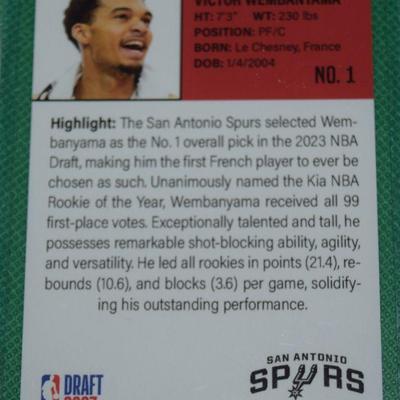 VICTOR WEMBANYAMA
HT: 7'3" WT: 230 lbs
POSITION: PF/C
BORN: Le Chesney, France
DOB: 1/4/2004
NO. 1
Highlight: The San Antonio Spurs selected Wem-
banyama as the No. 1 overall pick in the 2023 NBA
Draft, making him the first French player to ever be
chosen as such. Unanimously named the Kia NBA
Rookie of the Year, Wembanyama received all 99
first-place votes. Exceptionally talented and tall, he
possesses remarkable shot-blocking ability, agility,
and versatility. He led all rookies in points (21.4), re-
bounds (10.6), and blocks (3.6) per game, solidify-
ing his outstanding performance.
DRAFT
2023
SAN ANTONIO
SPURS